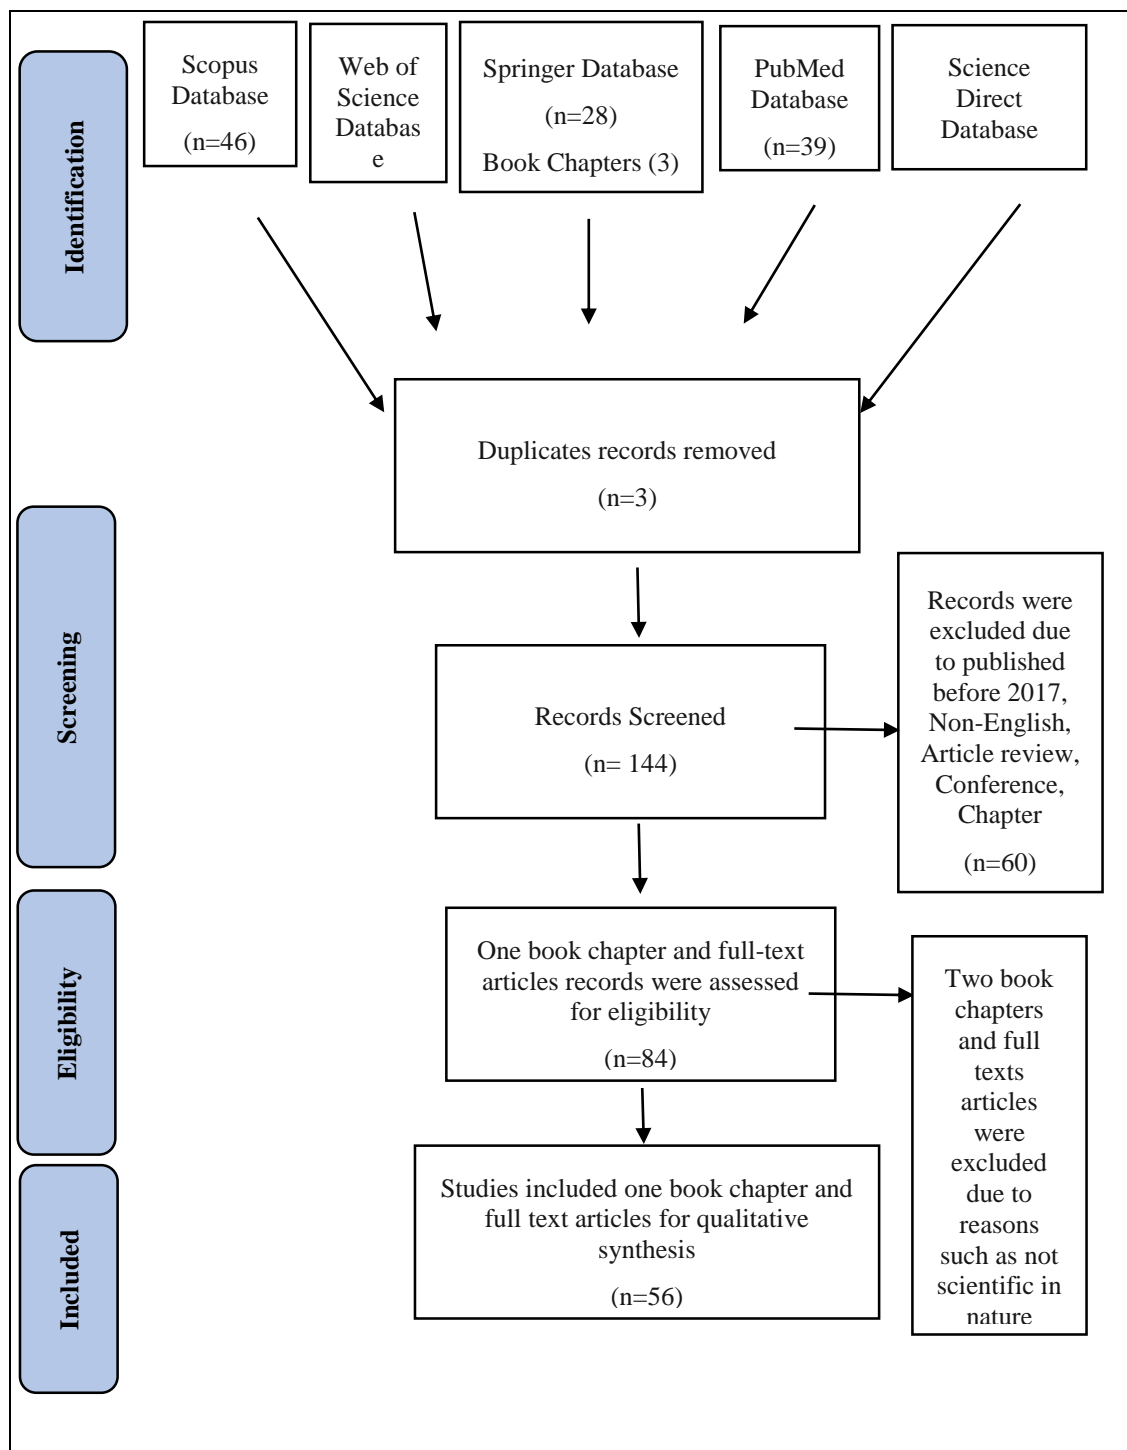 Identification
Scopus
Database
(n=46)
Web of
Science
Databas
e
Springer Database
(n=28)
Book Chapters (3)
PubMed
Database
(n=39)
Science
Direct
Database
Duplicates records removed
(n=3)
Screening
Records Screened
(n= 144)
Records were
excluded due
to published
before 2017,
Non-English,
Article review,
Conference,
Chapter
(n=60)
Eligibility
One book chapter and full-text
articles records were assessed
for eligibility
(n=84)
Two book
chapters
and full
texts
articles
were
excluded
due to
reasons
such as not
scientific in
nature
Included
Studies included one book chapter and
full text articles for qualitative
synthesis
(n=56)